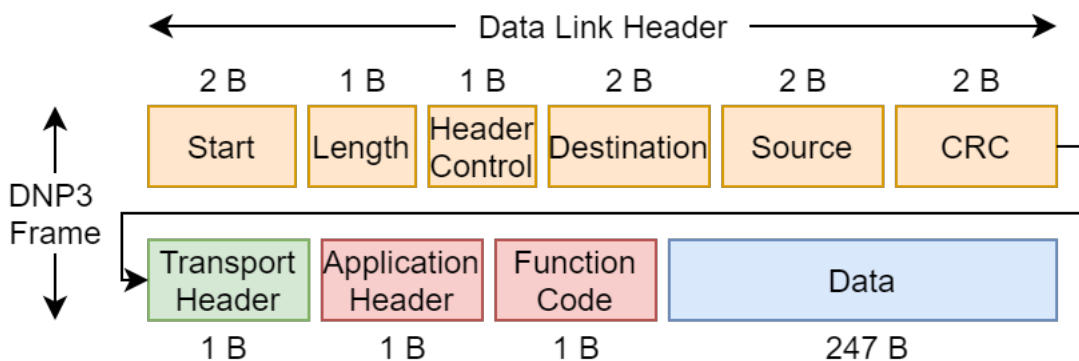 Data Link Header
2 B 1 B 1 B 2 B 2 B 2 B
Start Length Header Control Destination Source CRC
DNP3
Frame
Transport Header Application Header Function Code Data
1 B 1 B 1 B 247 B